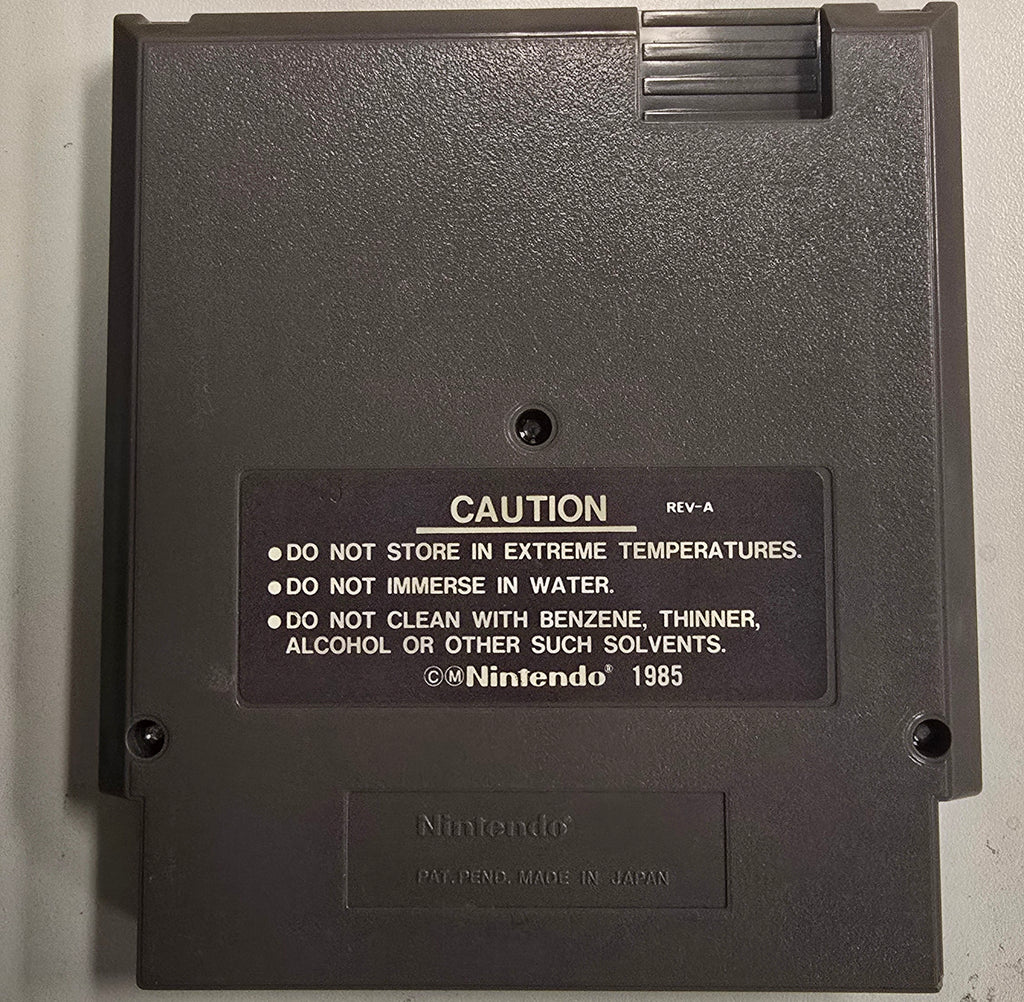 CAUTION REV-A
●DO NOT STORE IN EXTREME TEMPERATURES.
●DO NOT IMMERSE IN WATER.
●DO NOT CLEAN WITH BENZENE, THINNER,
ALCOHOL OR OTHER SUCH SOLVENTS.
©ⓂNintendo® 1985
Nintendo®
PAT. PEND. MADE IN JAPAN